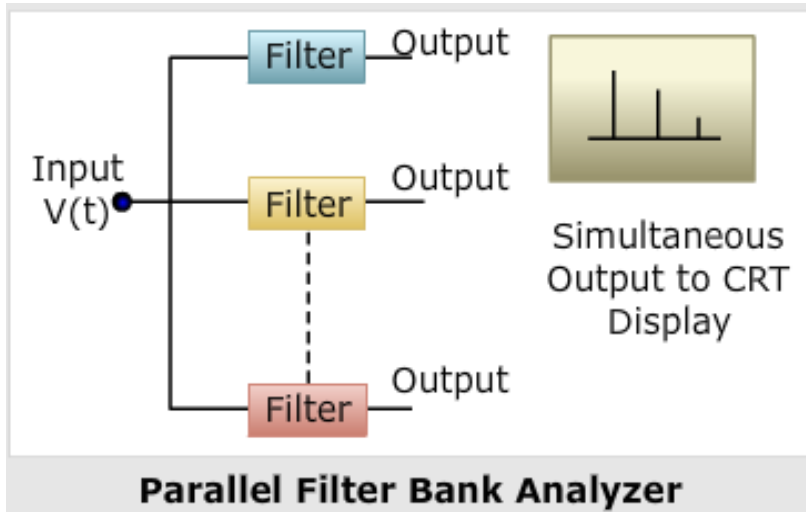 Filter
Output
Input
V(t)
Filter
Output
Filter
Output
Simultaneous
Output to CRT
Display
Parallel Filter Bank Analyzer